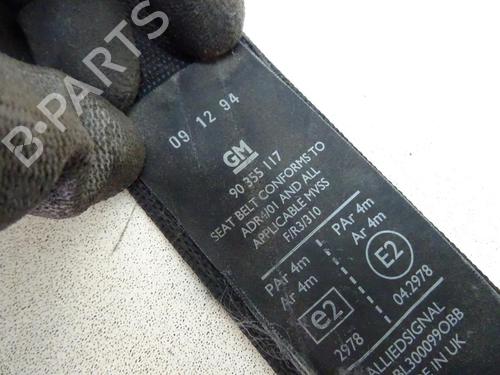 B-PARTS
09 12 94
GM
90 355 117
SEAT BELT CONFORMS TO
ADR4/01 AND ALL
APPLICABLE MVSS
F/R3/310
PAr 4m
Ar 4m
e2
2978
PAr 4m
Ar 4m
E2
04.2978
ALLIEDSIGNAL
BL300099OBB
IN UK